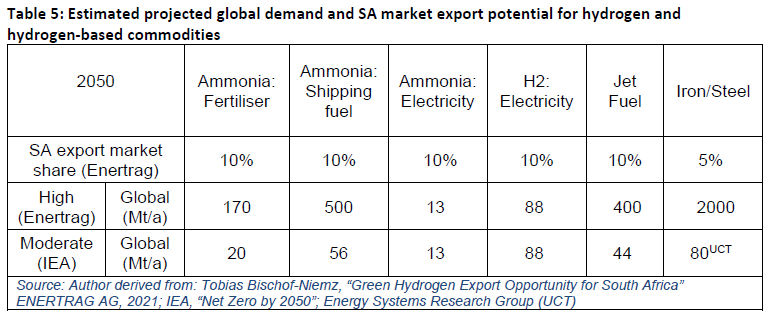 Table 5: Estimated projected global demand and SA market export potential for hydrogen and
hydrogen-based commodities
2050 Ammonia: Fertiliser Ammonia: Shipping fuel Ammonia: Electricity H2: Electricity Jet Fuel Iron/Steel
SA export market share (Enertrag) 10% 10% 10% 10% 10% 5%
High (Enertrag) Global (Mt/a) 170 500 13 88 400 2000
Moderate (IEA) Global (Mt/a) 20 56 13 88 44 80UCT
Source: Author derived from: Tobias Bischof-Niemz, “Green Hydrogen Export Opportunity for South Africa”
ENERTRAG AG, 2021; IEA, “Net Zero by 2050”; Energy Systems Research Group (UCT)